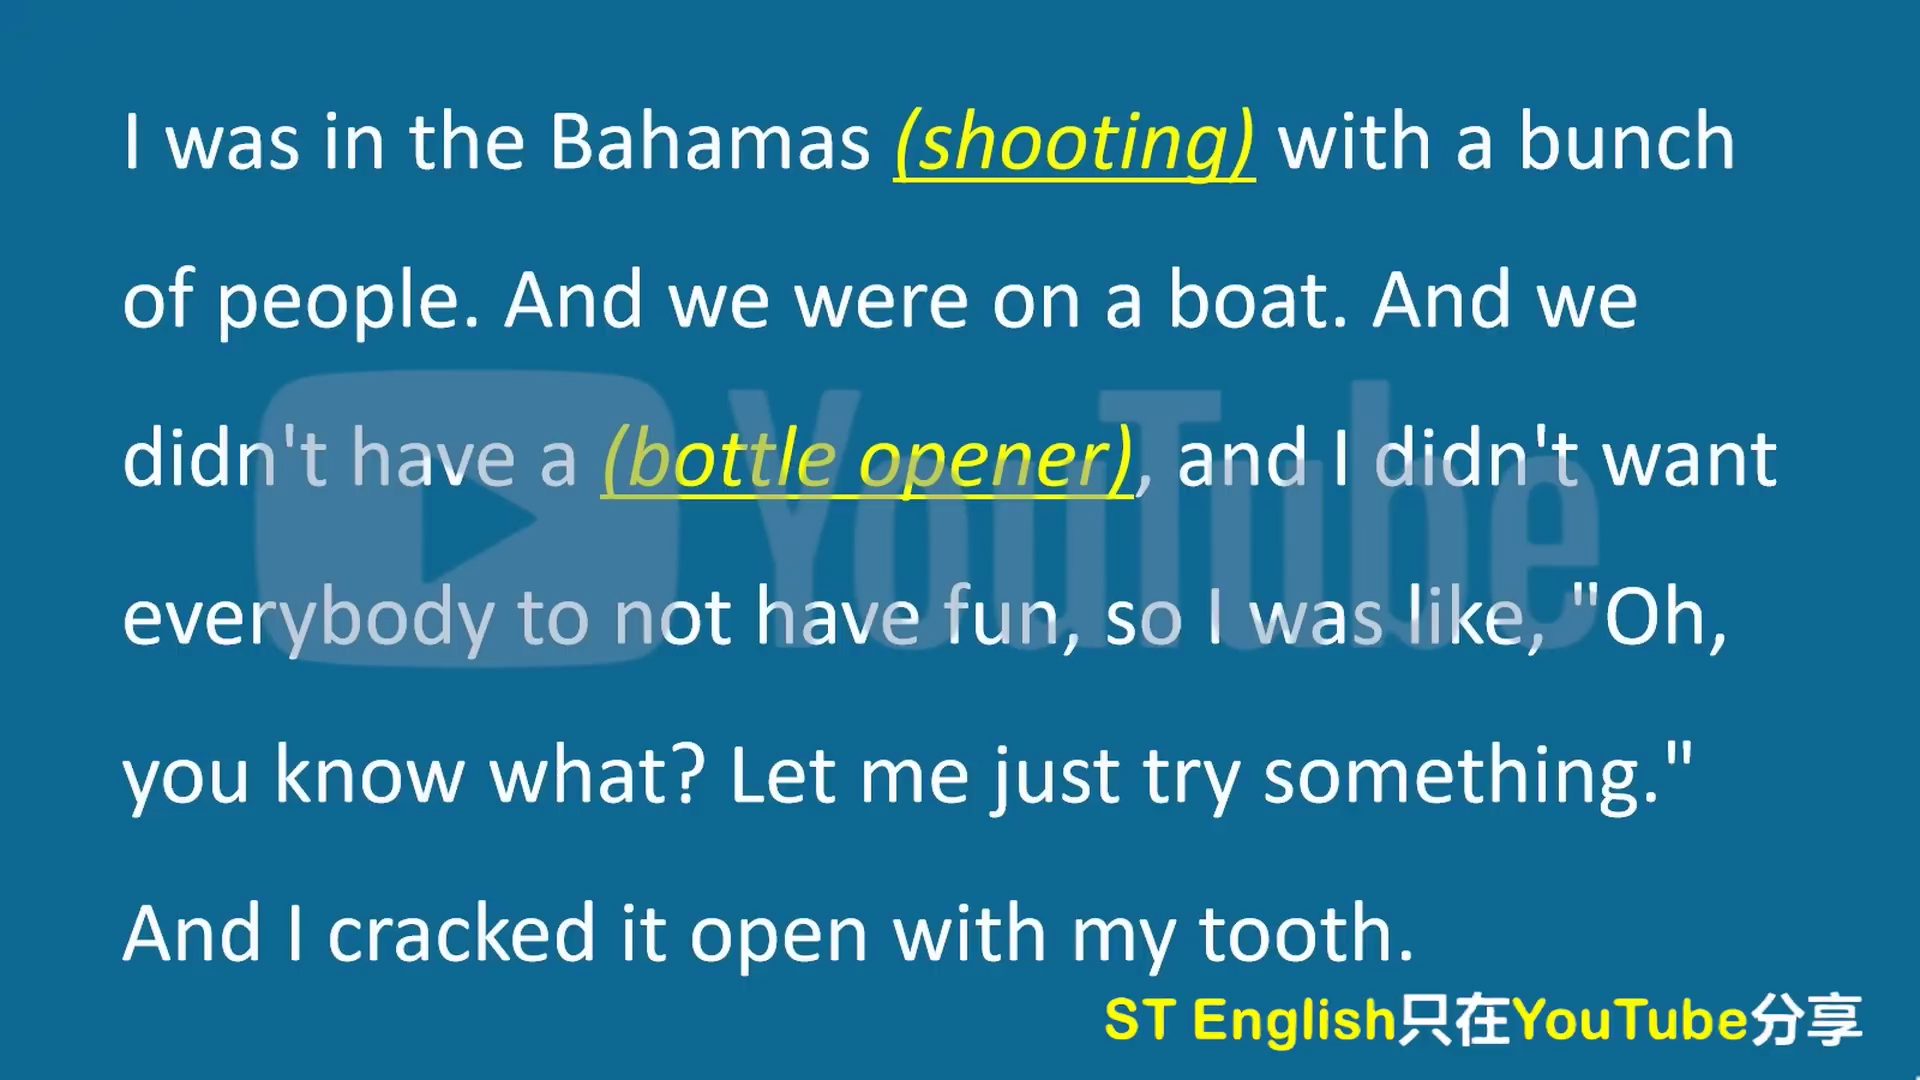 I was in the Bahamas (shooting) with a bunch
of people. And we were on a boat. And we
didn't have a (bottle opener), and I didn't want
everybody to not have fun, so I was like, "Oh,
you know what? Let me just try something."
And I cracked it open with my tooth.
YouTube
ST English只在YouTube分享